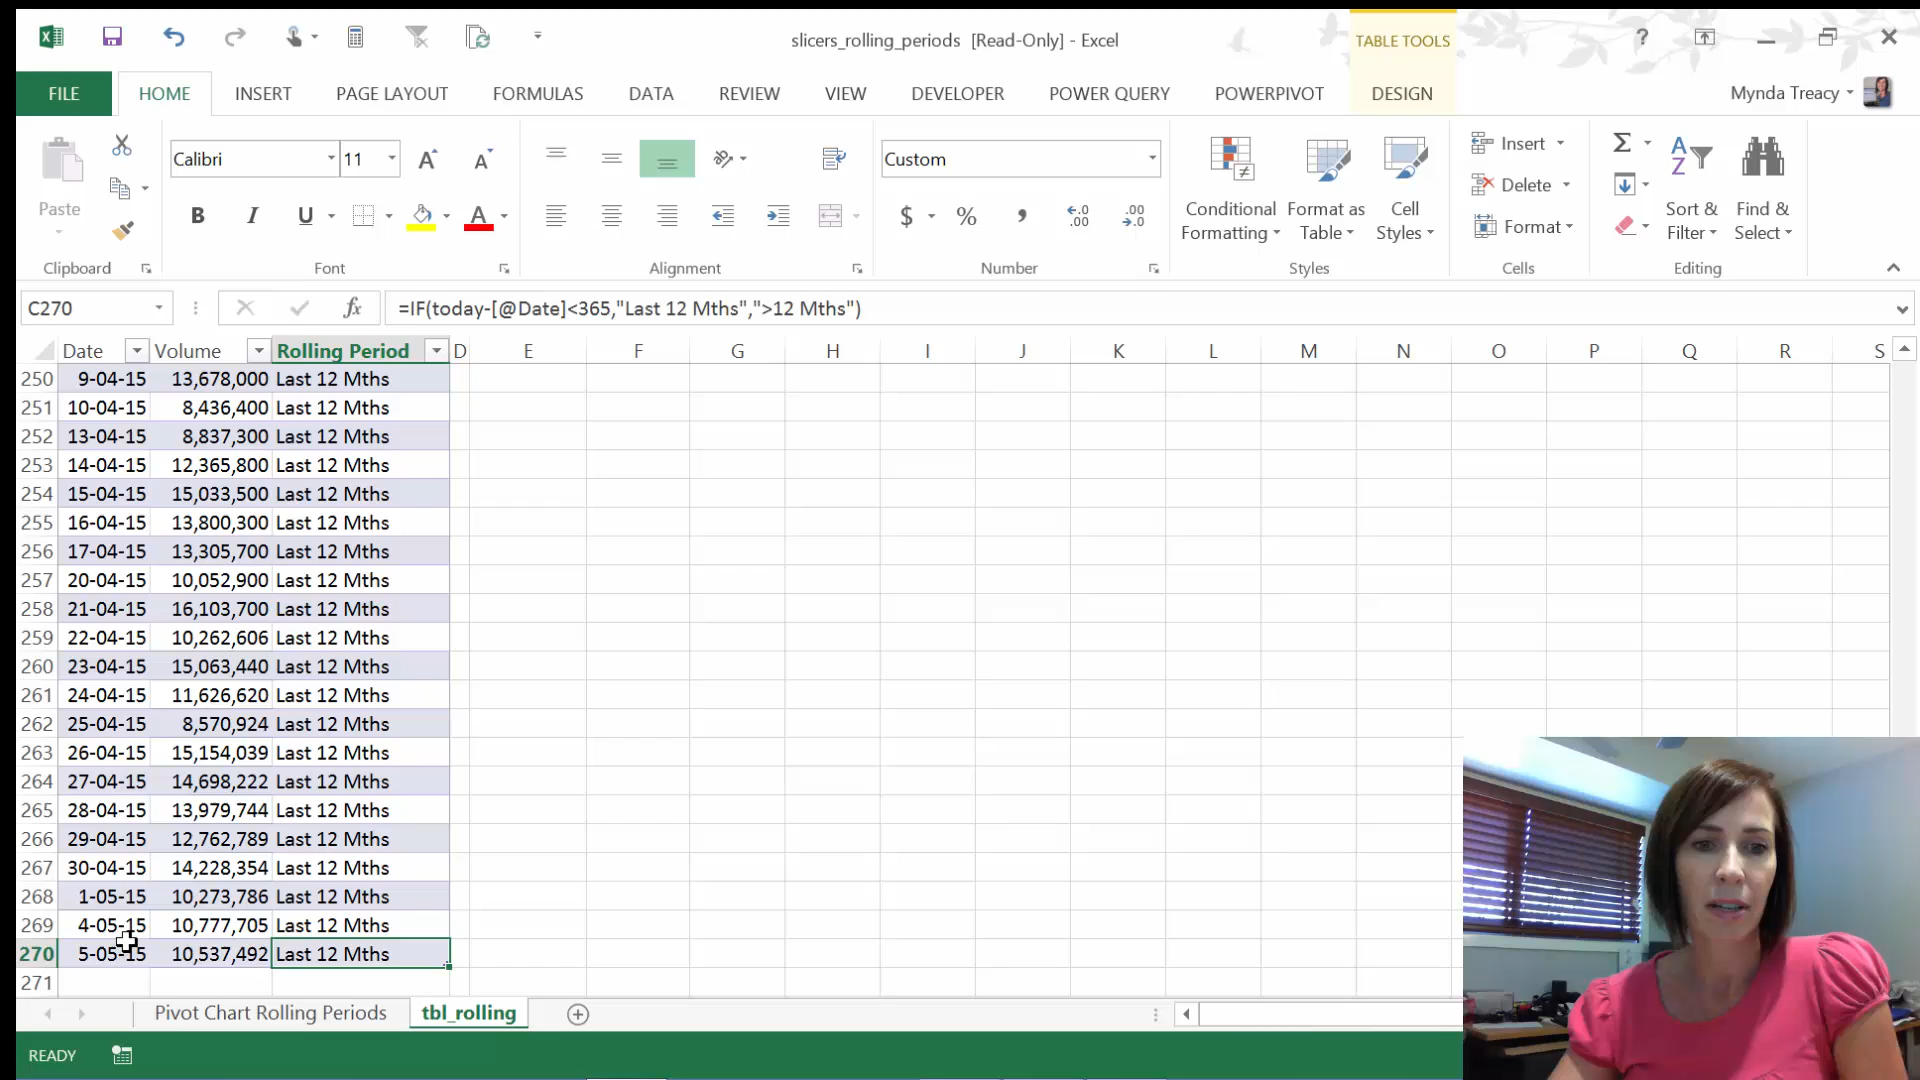 slicers_rolling_periods [Read-Only] - Excel
TABLE TOOLS
?
FILE HOME INSERT PAGE LAYOUT FORMULAS DATA REVIEW VIEW DEVELOPER POWER QUERY POWERPIVOT DESIGN Mynda Treacy
Paste
Calibri 11
Custom
Conditional Formatting
Format as Table
Cell Styles
Insert
Delete
Format
Sort & Filter
Find & Select
Clipboard Font Alignment Number Styles Cells Editing
C270 fx =IF(today-[@Date]<365,"Last 12 Mths",">12 Mths")
Date Volume Rolling Period D E F G H I J K L M N O P Q R S
250 9-04-15 13,678,000 Last 12 Mths
251 10-04-15 8,436,400 Last 12 Mths
252 13-04-15 8,837,300 Last 12 Mths
253 14-04-15 12,365,800 Last 12 Mths
254 15-04-15 15,033,500 Last 12 Mths
255 16-04-15 13,800,300 Last 12 Mths
256 17-04-15 13,305,700 Last 12 Mths
257 20-04-15 10,052,900 Last 12 Mths
258 21-04-15 16,103,700 Last 12 Mths
259 22-04-15 10,262,606 Last 12 Mths
260 23-04-15 15,063,440 Last 12 Mths
261 24-04-15 11,626,620 Last 12 Mths
262 25-04-15 8,570,924 Last 12 Mths
263 26-04-15 15,154,039 Last 12 Mths
264 27-04-15 14,698,222 Last 12 Mths
265 28-04-15 13,979,744 Last 12 Mths
266 29-04-15 12,762,789 Last 12 Mths
267 30-04-15 14,228,354 Last 12 Mths
268 1-05-15 10,273,786 Last 12 Mths
269 4-05-15 10,777,705 Last 12 Mths
270 5-05-15 10,537,492 Last 12 Mths
271
Pivot Chart Rolling Periods tbl_rolling
READY